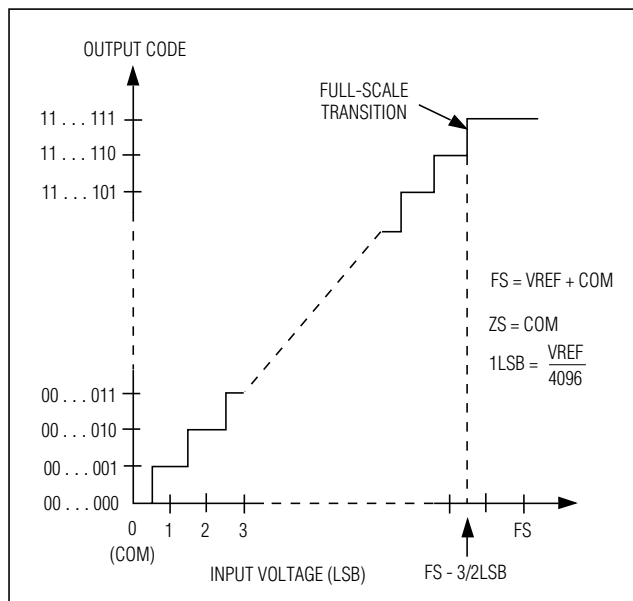 OUTPUT CODE
FULL-SCALE
TRANSITION
11 . . . 111
11 . . . 110
11 . . . 101
FS = VREF + COM
ZS = COM
1LSB = VREF
4096
00 . . . 011
00 . . . 010
00 . . . 001
00 . . . 000
0 1 2 3 FS
(COM)
INPUT VOLTAGE (LSB) FS - 3/2LSB